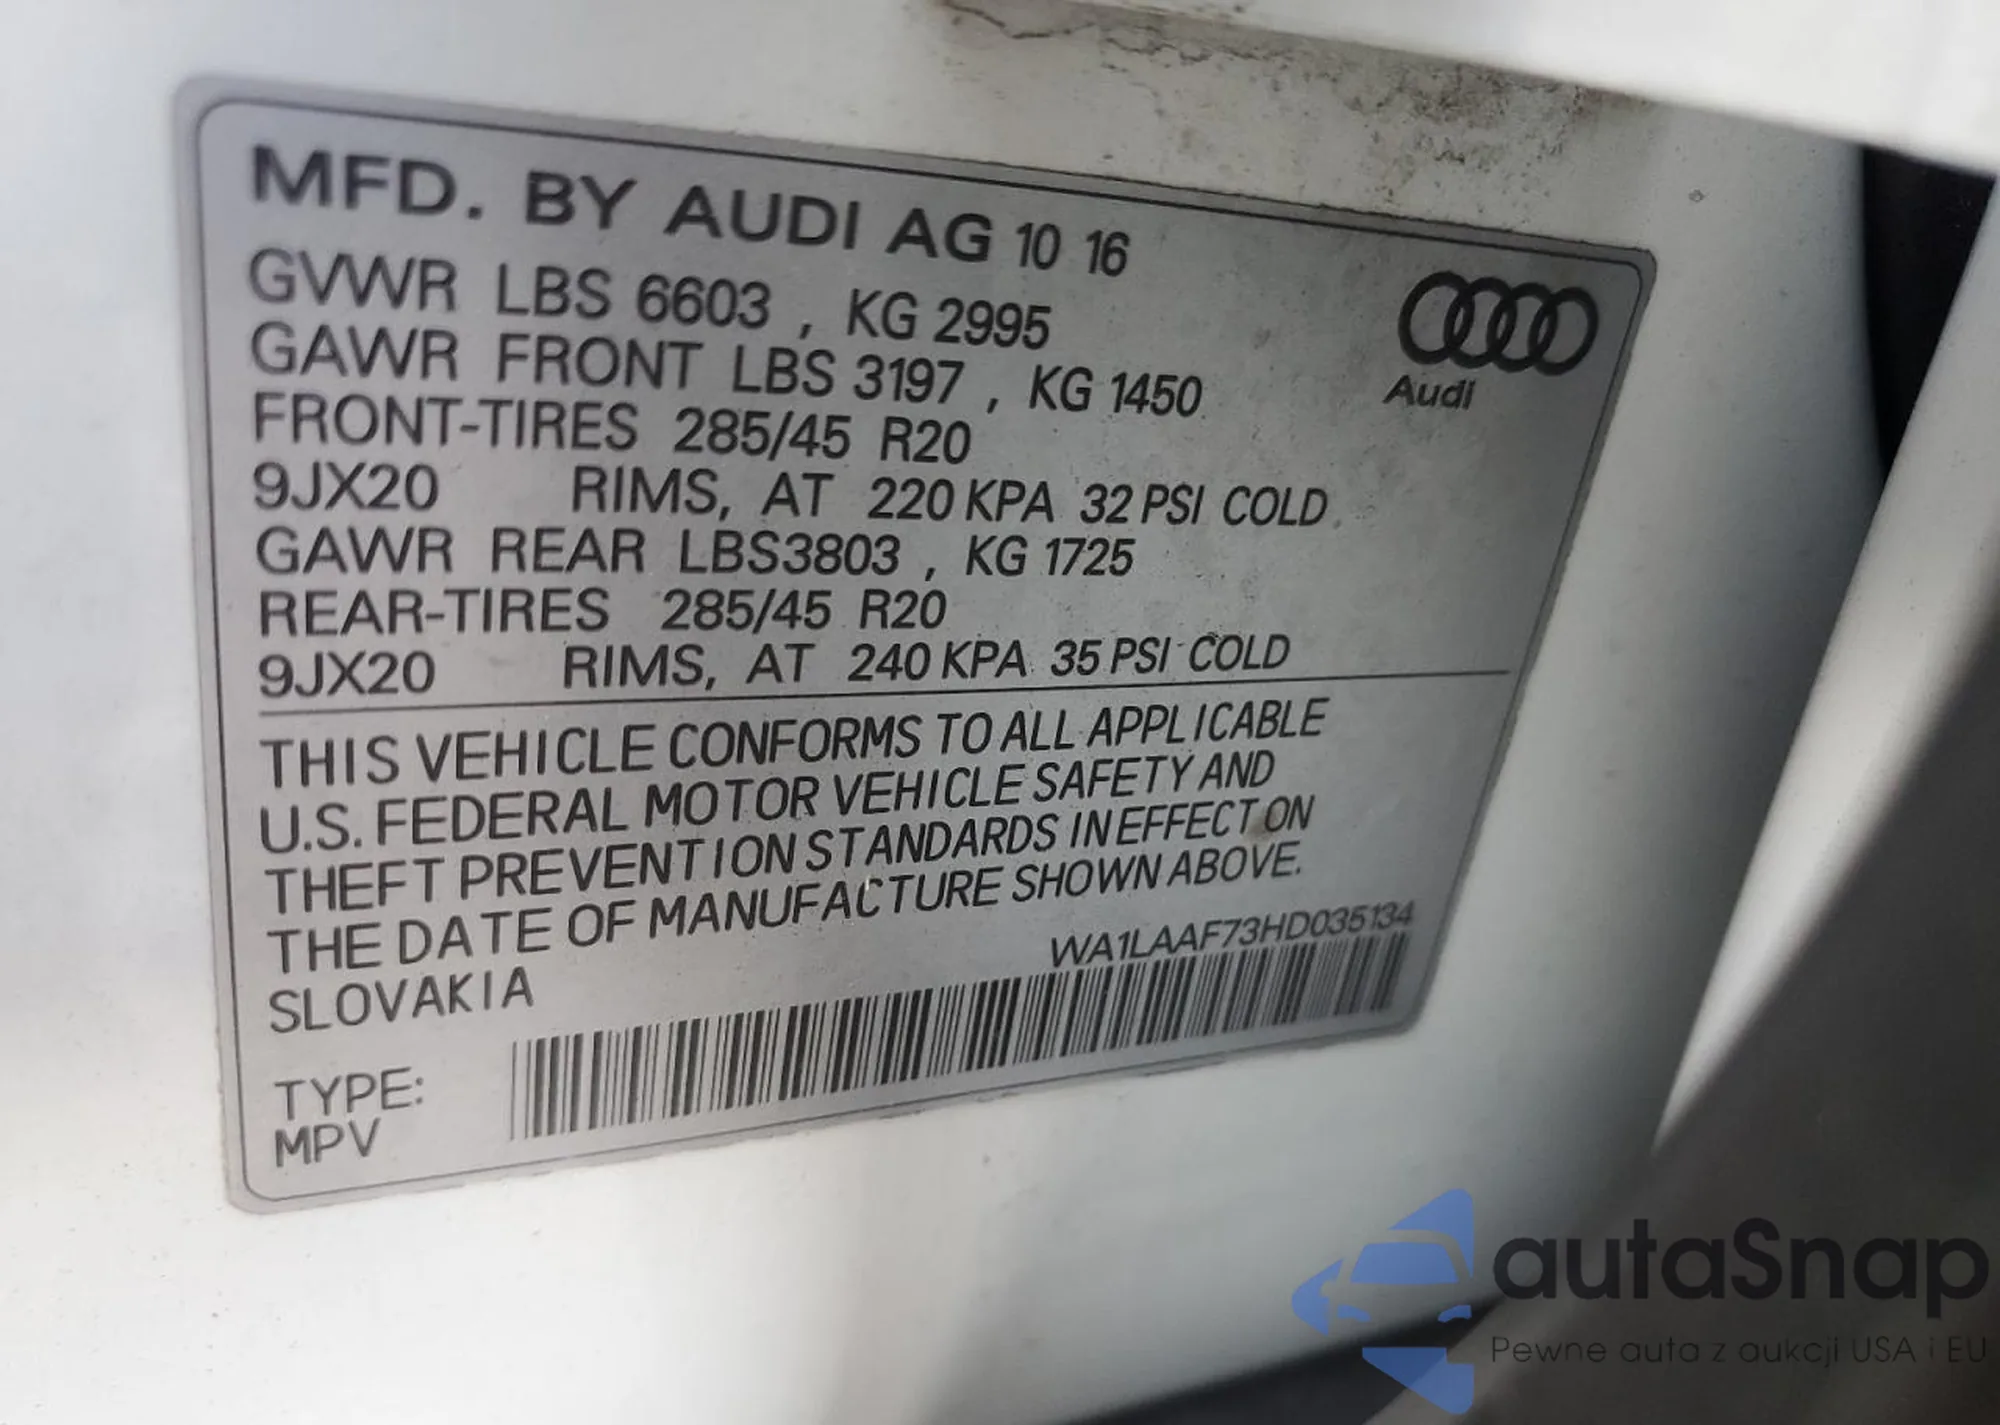 MFD. BY AUDI AG 10 16
GVWR LBS 6603 , KG 2995
GAWR FRONT LBS 3197 , KG 1450
FRONT-TIRES 285/45 R20
9JX20 RIMS, AT 220 KPA 32 PSI COLD
GAWR REAR LBS3803 , KG 1725
REAR-TIRES 285/45 R20
9JX20 RIMS, AT 240 KPA 35 PSI COLD
Audi
THIS VEHICLE CONFORMS TO ALL APPLICABLE
U.S. FEDERAL MOTOR VEHICLE SAFETY AND
THEFT PREVENTION STANDARDS IN EFFECT ON
THE DATE OF MANUFACTURE SHOWN ABOVE.
SLOVAKIA
WA1LAAF73HD035134
TYPE:
MPV
autaSnap
Pewne auta z aukcji USA i EU